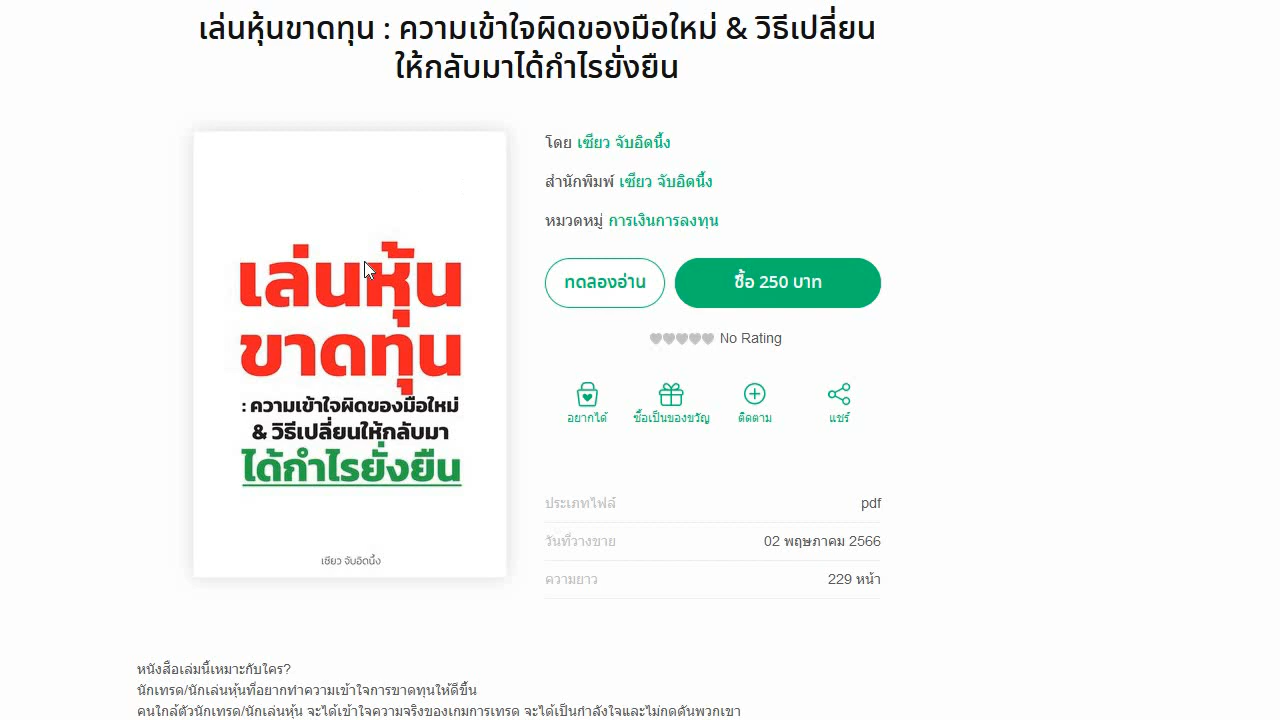 เล่นหุ้นขาดทุน : ความเข้าใจผิดของมือใหม่ & วิธีเปลี่ยน
ให้กลับมาได้กำไรยั่งยืน
เล่นหุ้น
ขาดทุน
: ความเข้าใจผิดของมือใหม่
& วิธีเปลี่ยนให้กลับมา
ได้กำไรยั่งยืน
เซียว จับอิดนึ้ง
โดย เซียว จับอิดนึ้ง
สำนักพิมพ์ เซียว จับอิดนึ้ง
หมวดหมู่ การเงินการลงทุน
ทดลองอ่าน
ซื้อ 250 บาท
No Rating
อยากได้
ซื้อเป็นของขวัญ
ติดตาม
แชร์
ประเภทไฟล์ pdf
วันที่วางขาย 02 พฤษภาคม 2566
ความยาว 229 หน้า
หนังสือเล่มนี้เหมาะกับใคร?
นักเทรด/นักเล่นหุ้นที่อยากทำความเข้าใจการขาดทุนให้ดีขึ้น
คนใกล้ตัวนักเทรด/นักเล่นหุ้น จะได้เข้าใจความจริงของเกมการเทรด จะได้เป็นกำลังใจและไม่กดดันพวกเขา